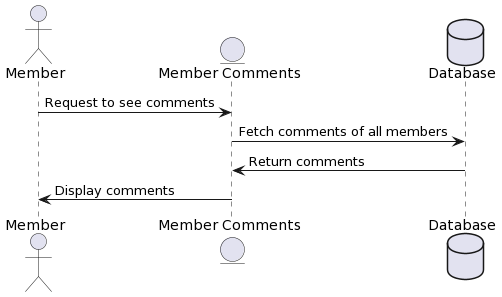 Member
Member Comments
Database
Request to see comments
Fetch comments of all members
Return comments
Display comments
Member
Member Comments
Database